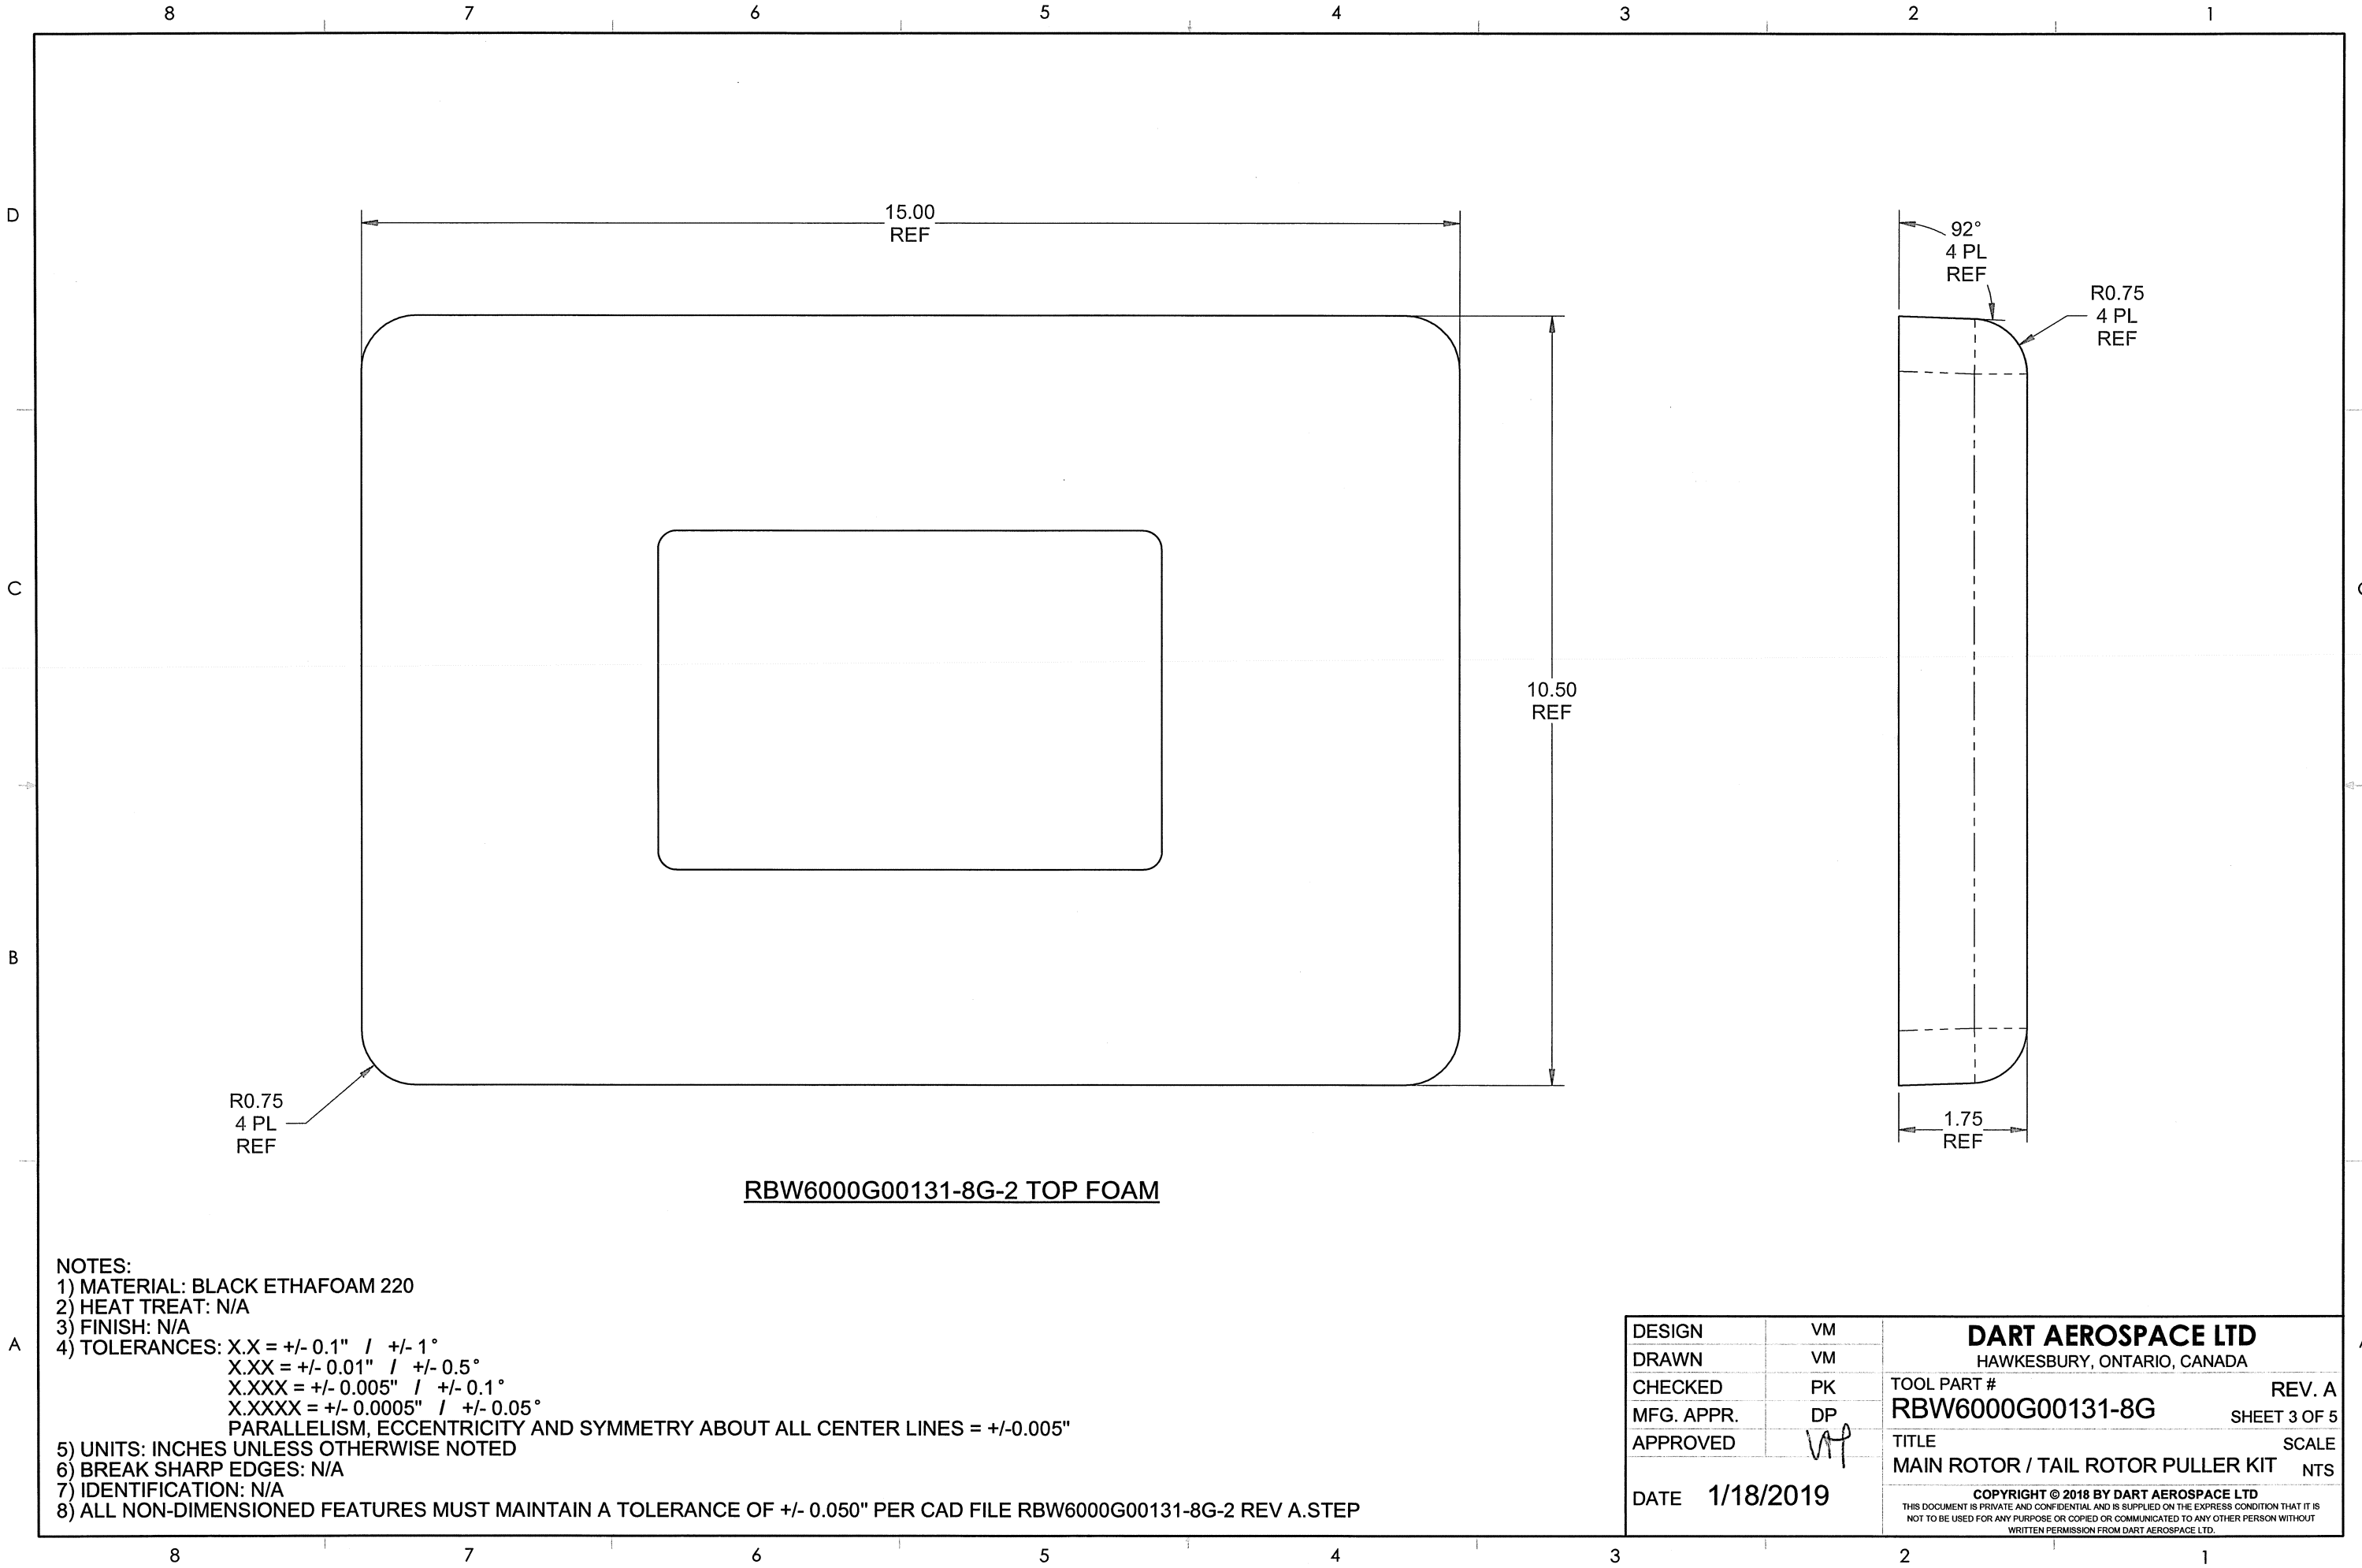 8 7 6 5 4 3 2 1
D
C
B
A
15.00
REF
92°
4 PL
REF
R0.75
4 PL
REF
10.50
REF
R0.75
4 PL
REF
1.75
REF
RBW6000G00131-8G-2 TOP FOAM
NOTES:
1) MATERIAL: BLACK ETHAFOAM 220
2) HEAT TREAT: N/A
3) FINISH: N/A
4) TOLERANCES: X.X = +/- 0.1" / +/- 1°
X.XX = +/- 0.01" / +/- 0.5°
X.XXX = +/- 0.005" / +/- 0.1°
X.XXXX = +/- 0.0005" / +/- 0.05°
PARALLELISM, ECCENTRICITY AND SYMMETRY ABOUT ALL CENTER LINES = +/-0.005"
5) UNITS: INCHES UNLESS OTHERWISE NOTED
6) BREAK SHARP EDGES: N/A
7) IDENTIFICATION: N/A
8) ALL NON-DIMENSIONED FEATURES MUST MAINTAIN A TOLERANCE OF +/- 0.050" PER CAD FILE RBW6000G00131-8G-2 REV A.STEP
DESIGN VM
DRAWN VM
CHECKED PK
MFG. APPR. DP
APPROVED
DATE 1/18/2019
DART AEROSPACE LTD
HAWKESBURY, ONTARIO, CANADA
TOOL PART # REV. A
RBW6000G00131-8G SHEET 3 OF 5
TITLE SCALE
MAIN ROTOR / TAIL ROTOR PULLER KIT NTS
COPYRIGHT © 2018 BY DART AEROSPACE LTD
THIS DOCUMENT IS PRIVATE AND CONFIDENTIAL AND IS SUPPLIED ON THE EXPRESS CONDITION THAT IT IS
NOT TO BE USED FOR ANY PURPOSE OR COPIED OR COMMUNICATED TO ANY OTHER PERSON WITHOUT
WRITTEN PERMISSION FROM DART AEROSPACE LTD.
8 7 6 5 4 3 2 1